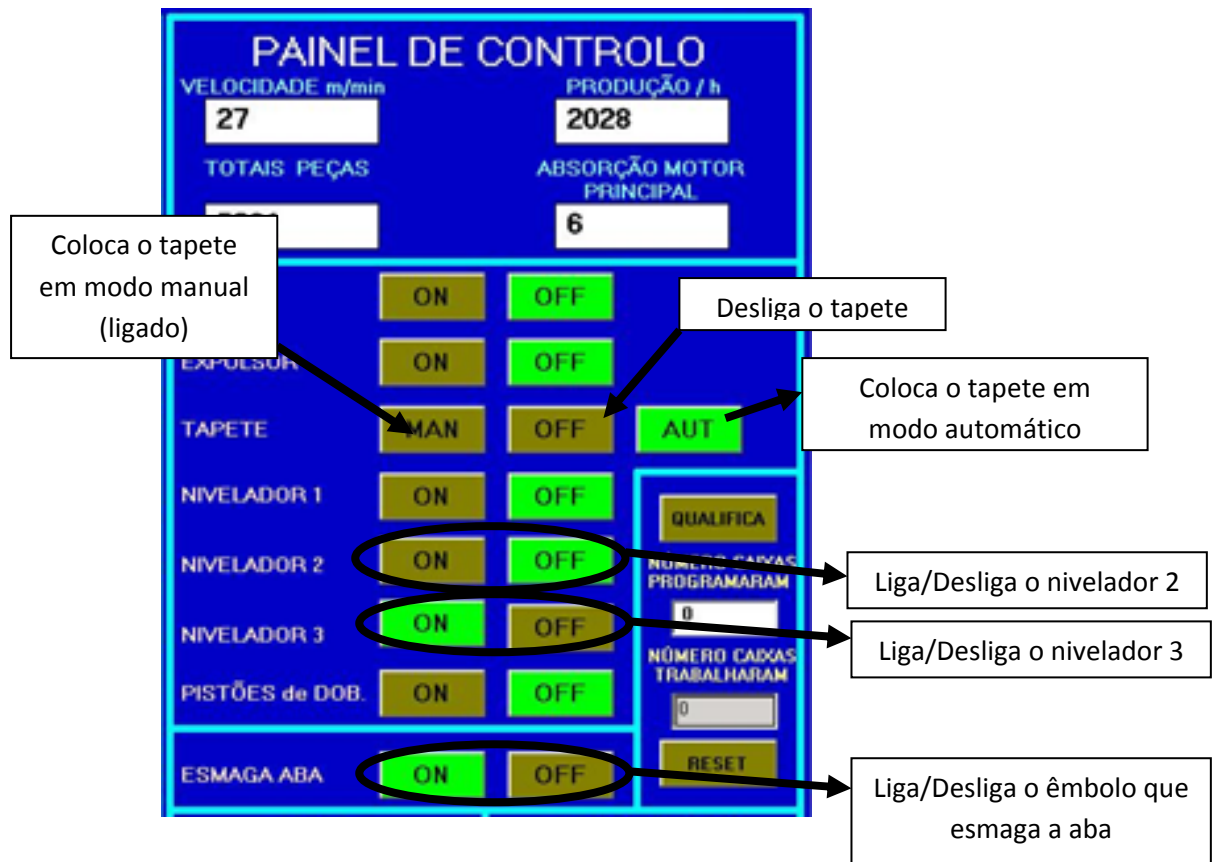 PAINEL DE CONTROLO
VELOCIDADE m/min
PRODUÇÃO / h
27
2028
TOTAIS PEÇAS
ABSORÇÃO MOTOR
PRINCIPAL
6
Coloca o tapete
em modo manual
(ligado)
ON OFF
Desliga o tapete
EXPULSOR ON OFF
Coloca o tapete em
modo automático
TAPETE MAN OFF AUT
NIVELADOR 1 ON OFF
QUALIFICA
NIVELADOR 2 ON OFF
NÚMERO CAIXAS
PROGRAMARAM
0
Liga/Desliga o nivelador 2
NIVELADOR 3 ON OFF
NÚMERO CAIXAS
TRABALHARAM
0
Liga/Desliga o nivelador 3
PISTÕES de DOB. ON OFF
RESET
ESMAGA ABA ON OFF
Liga/Desliga o êmbolo que
esmaga a aba